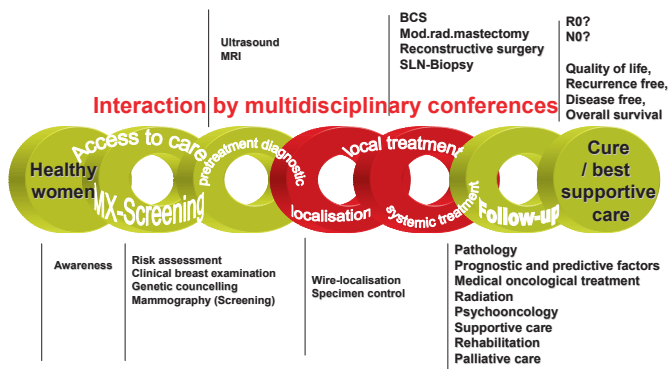 Ultrasound
MRI
BCS
Mod.rad.mastectomy
Reconstructive surgery
SLN-Biopsy
R0?
N0?
Quality of life,
Recurrence free,
Disease free,
Overall survival
Interaction by multidisciplinary conferences
Healthy
women
Access to care
MX-Screening
pretreatment diagnostic
localisation
local treatment
systemic treatment
Follow-up
Cure
/ best
supportive
care
Awareness
Risk assessment
Clinical breast examination
Genetic councelling
Mammography (Screening)
Wire-localisation
Specimen control
Pathology
Prognostic and predictive factors
Medical oncological treatment
Radiation
Psychooncology
Supportive care
Rehabilitation
Palliative care